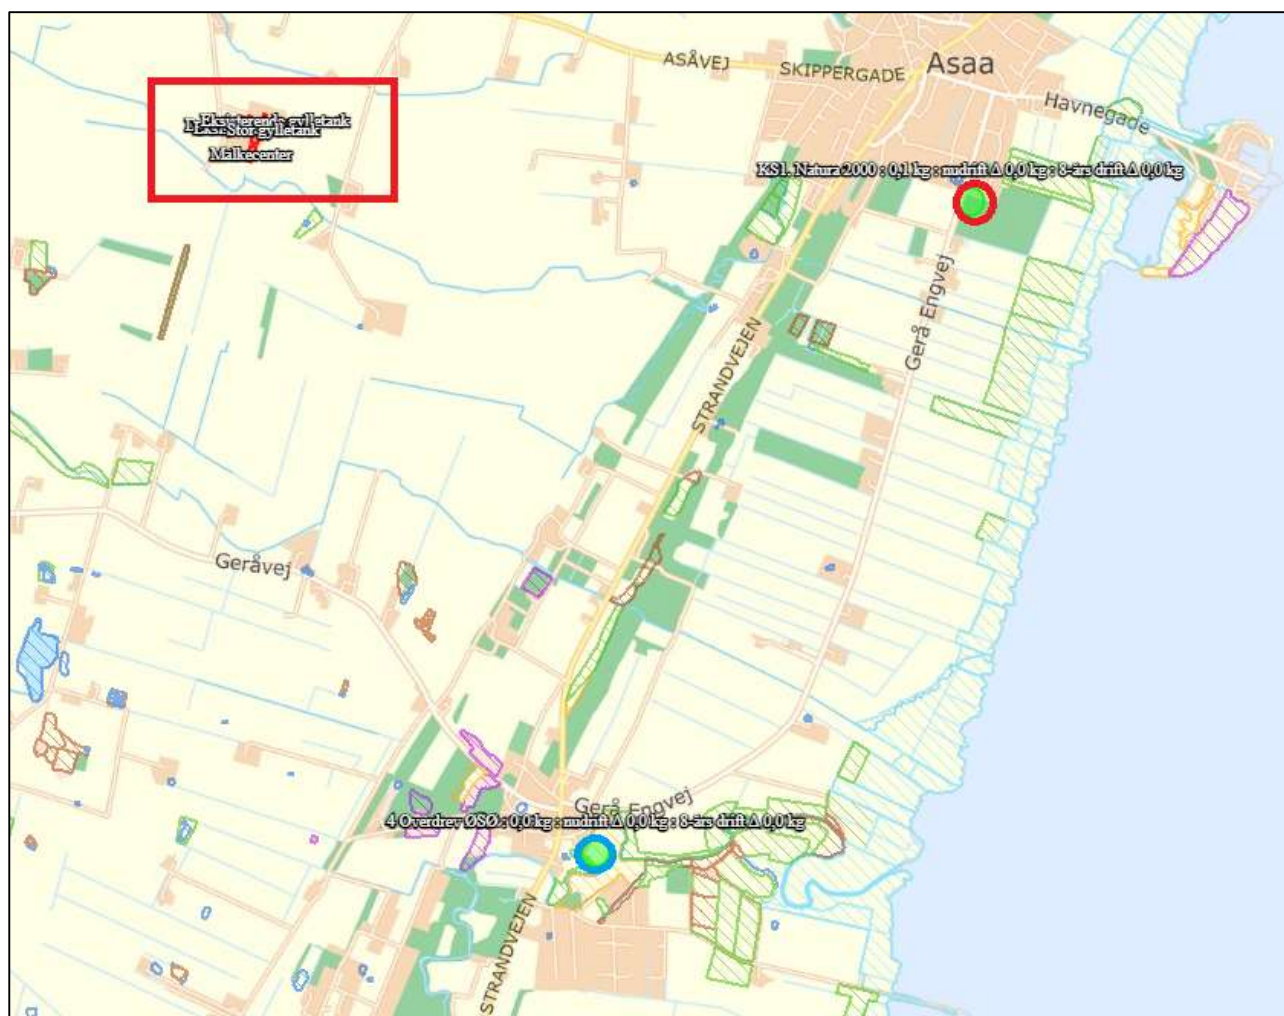 ASÅVEJ
SKIPPERGADE
Asaa
Havnegade
Eksisterende gylletank
Stor gylletank
Malkecenter
KS1. Natura 2000 : 0,1 kg : nudrift Δ 0,0 kg : 8-års drift Δ 0,0 kg
Gerå Engvej
STRANDVEJEN
Geråvej
Gerå Engvej
4 Overdrev ØSØ : 0,0 kg : nudrift Δ 0,0 kg : 8-års drift Δ 0,0 kg
STRANDVEJEN